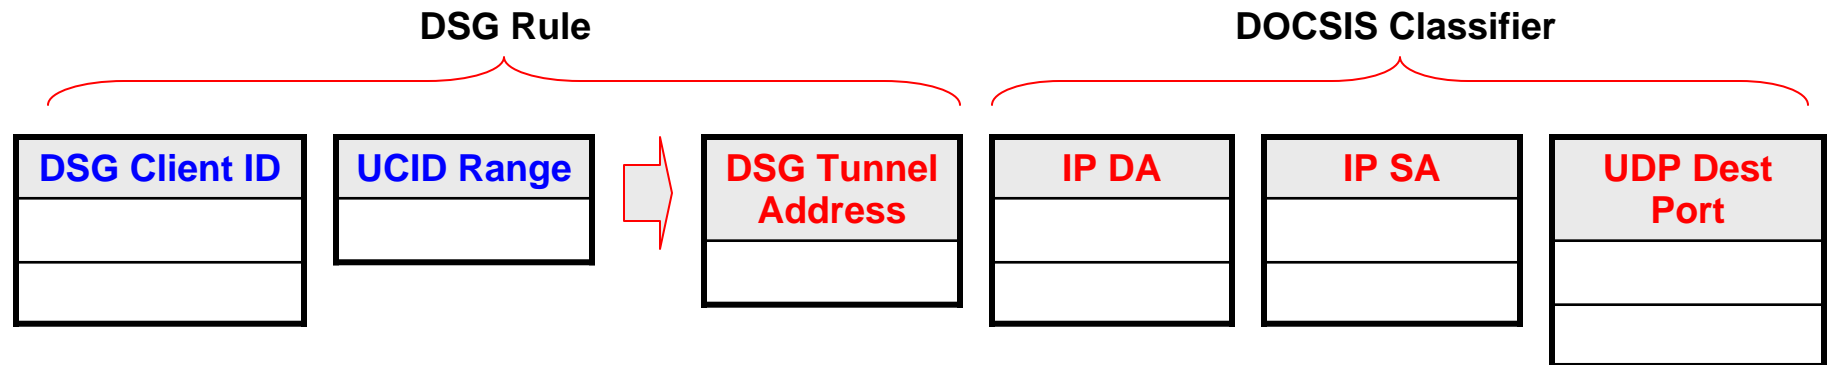 DSG Rule
DOCSIS Classifier
DSG Client ID
UCID Range
DSG Tunnel
Address
IP DA
IP SA
UDP Dest
Port